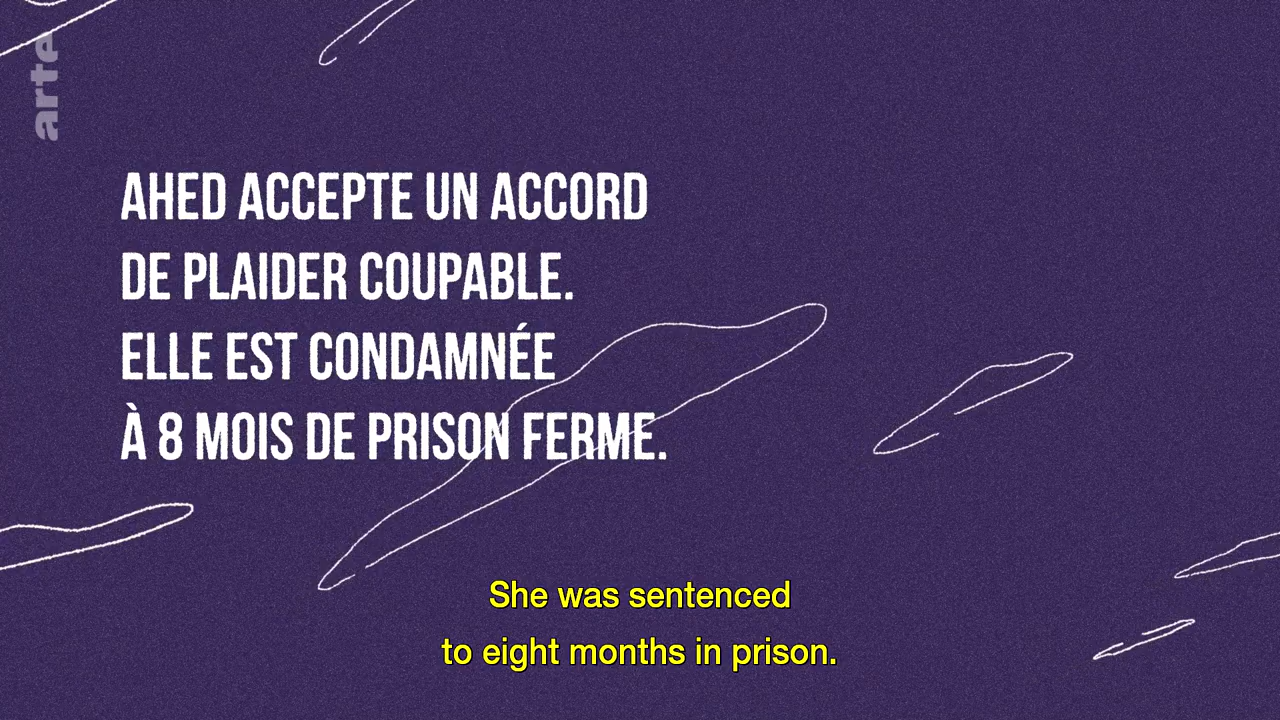 arte
AHED ACCEPTE UN ACCORD
DE PLAIDER COUPABLE.
ELLE EST CONDAMNÉE
À 8 MOIS DE PRISON FERME.
She was sentenced
to eight months in prison.